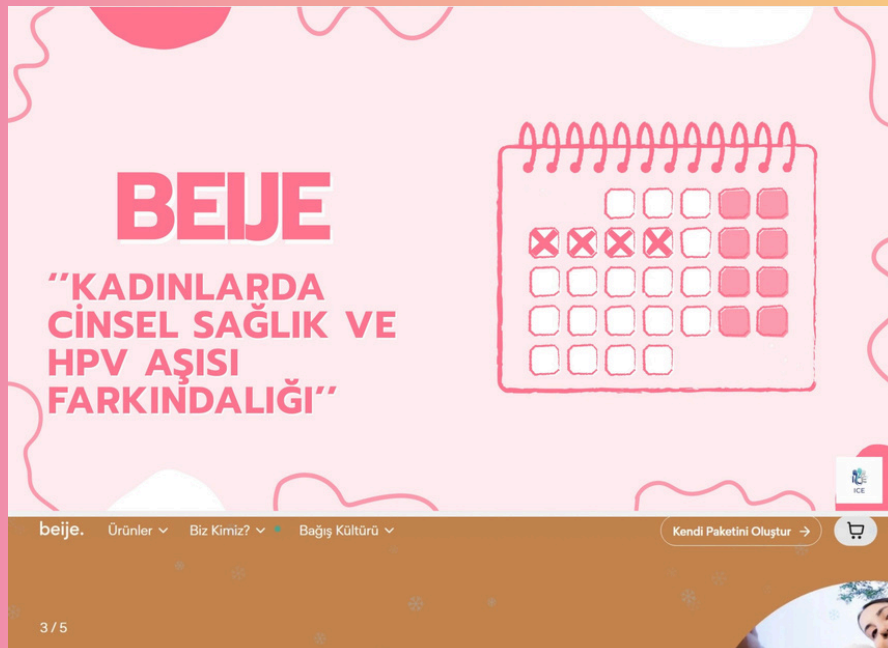 BEIJE
‘’KADINLARDA
CİNSEL SAĞLIK VE
HPV AŞISI
FARKINDALIĞI’’
ICE
ICE
beije. Ürünler Biz Kimiz? Bağış Kültürü Kendi Paketini Oluştur →
3 / 5